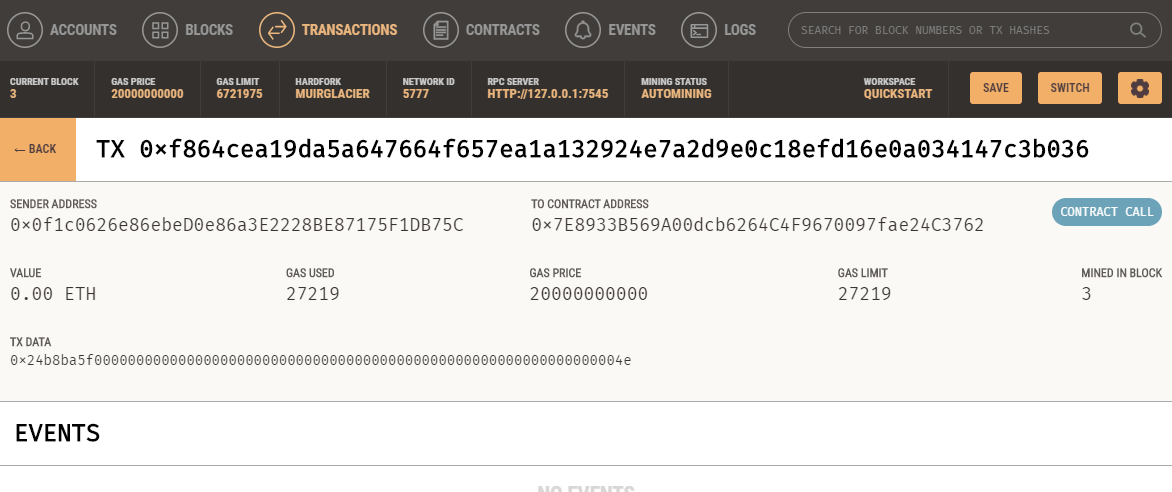 ACCOUNTS BLOCKS TRANSACTIONS CONTRACTS EVENTS LOGS SEARCH FOR BLOCK NUMBERS OR TX HASHES
CURRENT BLOCK GAS PRICE GAS LIMIT HARDFORK NETWORK ID RPC SERVER MINING STATUS WORKSPACE
3 20000000000 6721975 MUIRGLACIER 5777 HTTP://127.0.0.1:7545 AUTOMINING QUICKSTART SAVE SWITCH
← BACK TX 0×f864cea19da5a647664f657ea1a132924e7a2d9e0c18efd16e0a034147c3b036
SENDER ADDRESS TO CONTRACT ADDRESS
0×0f1c0626e86ebeD0e86a3E2228BE87175F1DB75C 0×7E8933B569A00dcb6264C4F9670097fae24C3762 CONTRACT CALL
VALUE GAS USED GAS PRICE GAS LIMIT MINED IN BLOCK
0.00 ETH 27219 20000000000 27219 3
TX DATA
0×24b8ba5f000000000000000000000000000000000000000000000000000000000000004e
EVENTS
NO EVENTS